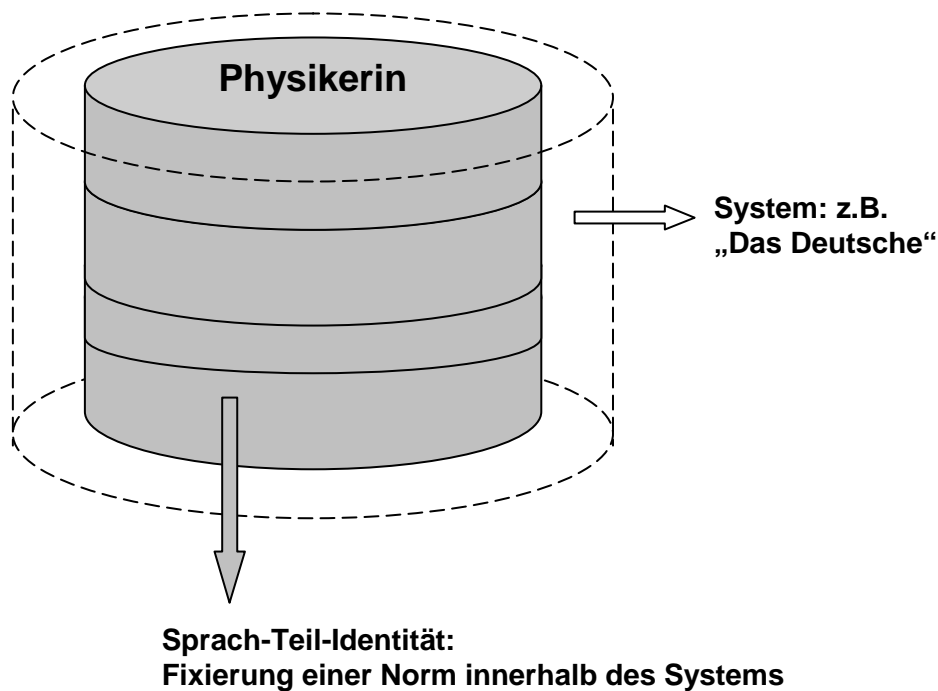 Physikerin
System: z.B.
„Das Deutsche“
Sprach-Teil-Identität:
Fixierung einer Norm innerhalb des Systems